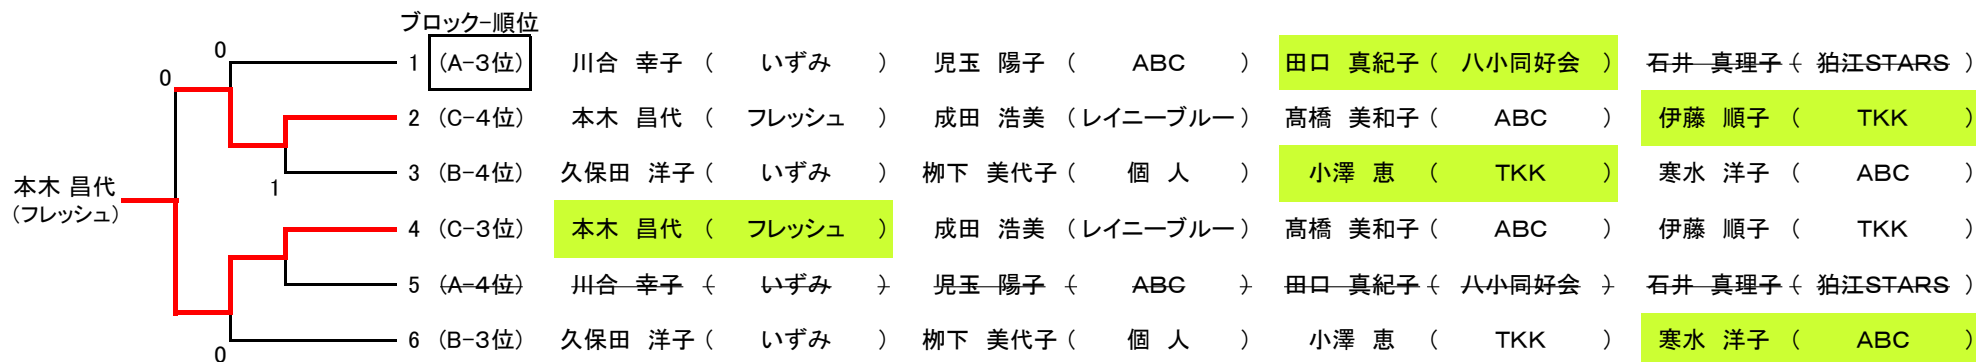 ブロック-順位
0
0
1 (A-3位) 川合 幸子 ( いずみ ) 児玉 陽子 ( ABC ) 田口 真紀子 ( 八小同好会 ) 石井 真理子 ( 狛江STARS )
2 (C-4位) 本木 昌代 ( フレッシュ ) 成田 浩美 (レイニーブルー) 髙橋 美和子 ( ABC ) 伊藤 順子 ( TKK )
3 (B-4位) 久保田 洋子 ( いずみ ) 栁下 美代子 ( 個 人 ) 小澤 恵 ( TKK ) 寒水 洋子 ( ABC )
1
本木 昌代
(フレッシュ)
4 (C-3位) 本木 昌代 ( フレッシュ ) 成田 浩美 (レイニーブルー) 髙橋 美和子 ( ABC ) 伊藤 順子 ( TKK )
5 (A-4位) 川合 幸子 ( いずみ ) 児玉 陽子 ( ABC ) 田口 真紀子 ( 八小同好会 ) 石井 真理子 ( 狛江STARS )
6 (B-3位) 久保田 洋子 ( いずみ ) 栁下 美代子 ( 個 人 ) 小澤 恵 ( TKK ) 寒水 洋子 ( ABC )
0